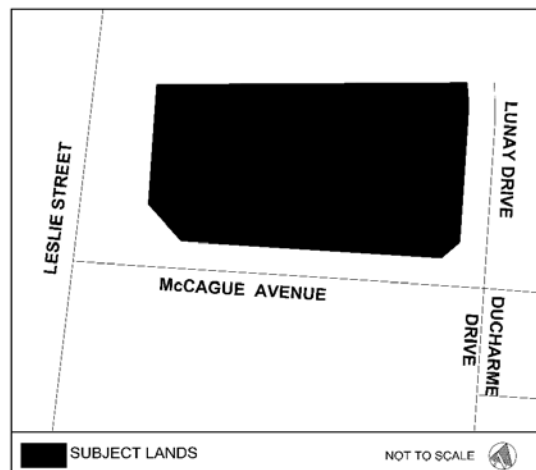 LUNAY DRIVE
LESLIE STREET
McCAGUE AVENUE
DUCHARME
DRIVE
SUBJECT LANDS
NOT TO SCALE